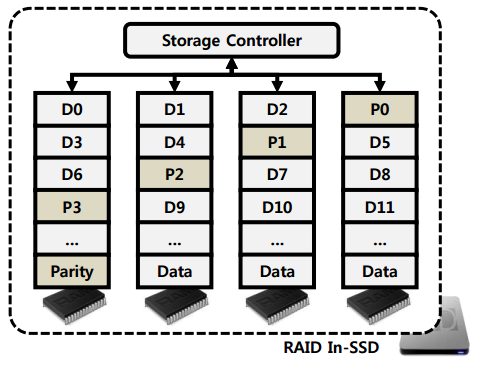 Storage Controller
D0 D1 D2 P0
D3 D4 P1 D5
D6 P2 D7 D8
P3 D9 D10 D11
... ... ... ...
Parity Data Data Data
RAID In-SSD